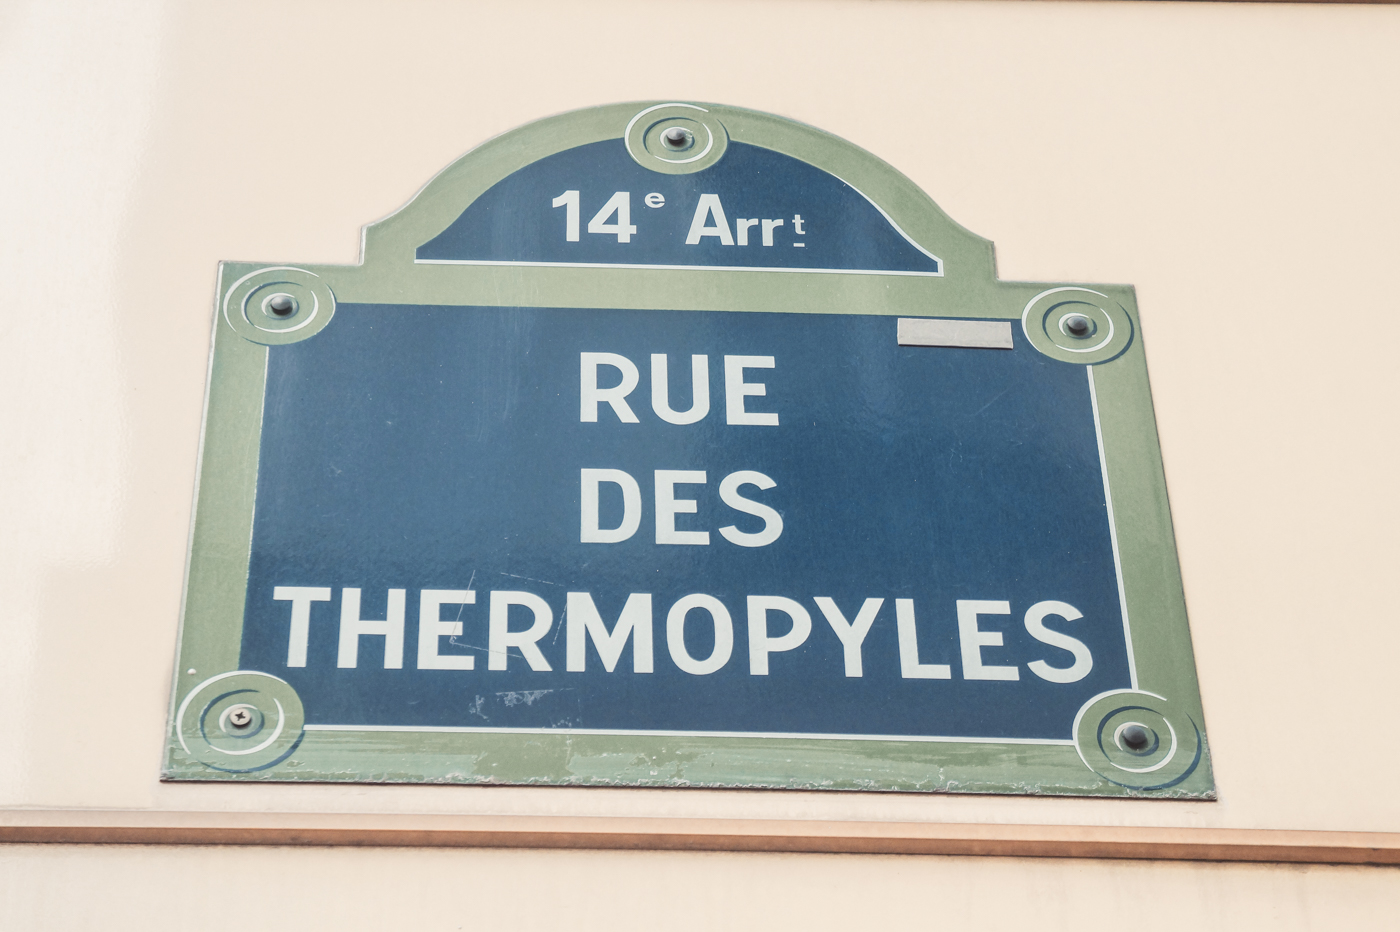 14e Arrt
RUE
DES
THERMOPYLES